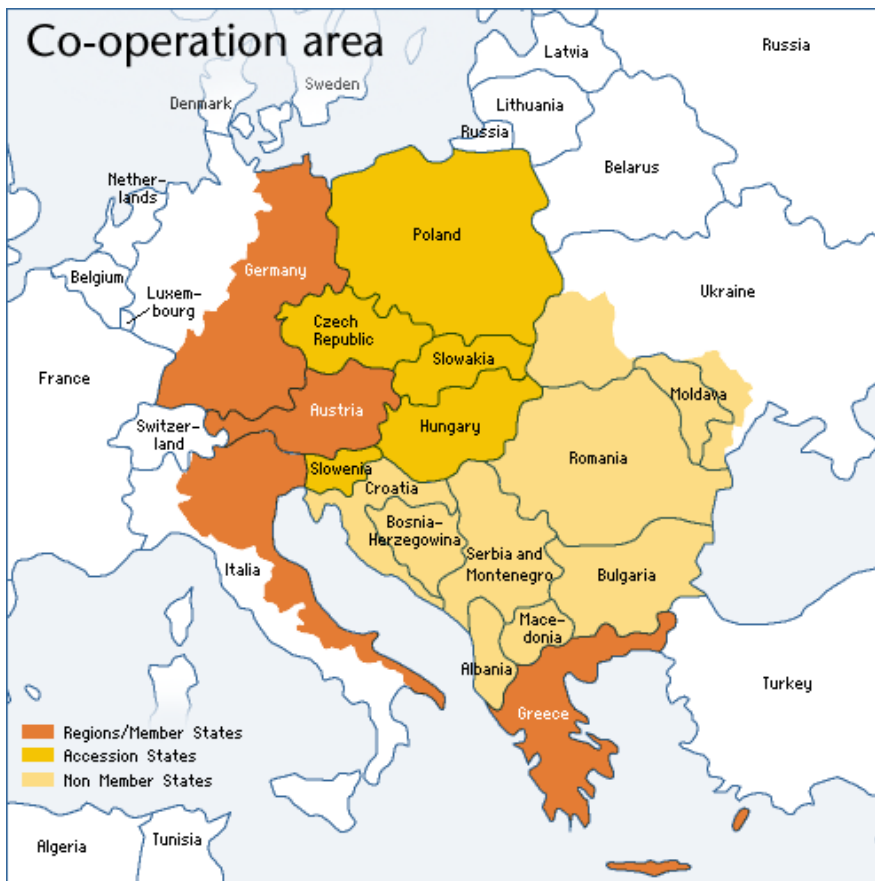 Co-operation area
Latvia
Russia
Sweden
Denmark
Lithuania
Russia
Belarus
Nether-
lands
Poland
Germany
Belgium
Luxem-
bourg
Ukraine
Czech
Republic
Slowakia
France
Moldava
Austria
Switzer-
land
Hungary
Romania
Slowenia
Croatia
Bosnia-
Herzegowina
Serbia and
Montenegro
Italia
Bulgaria
Mace-
donia
Albania
Turkey
Greece
Regions/Member States
Accession States
Non Member States
Algeria
Tunisia